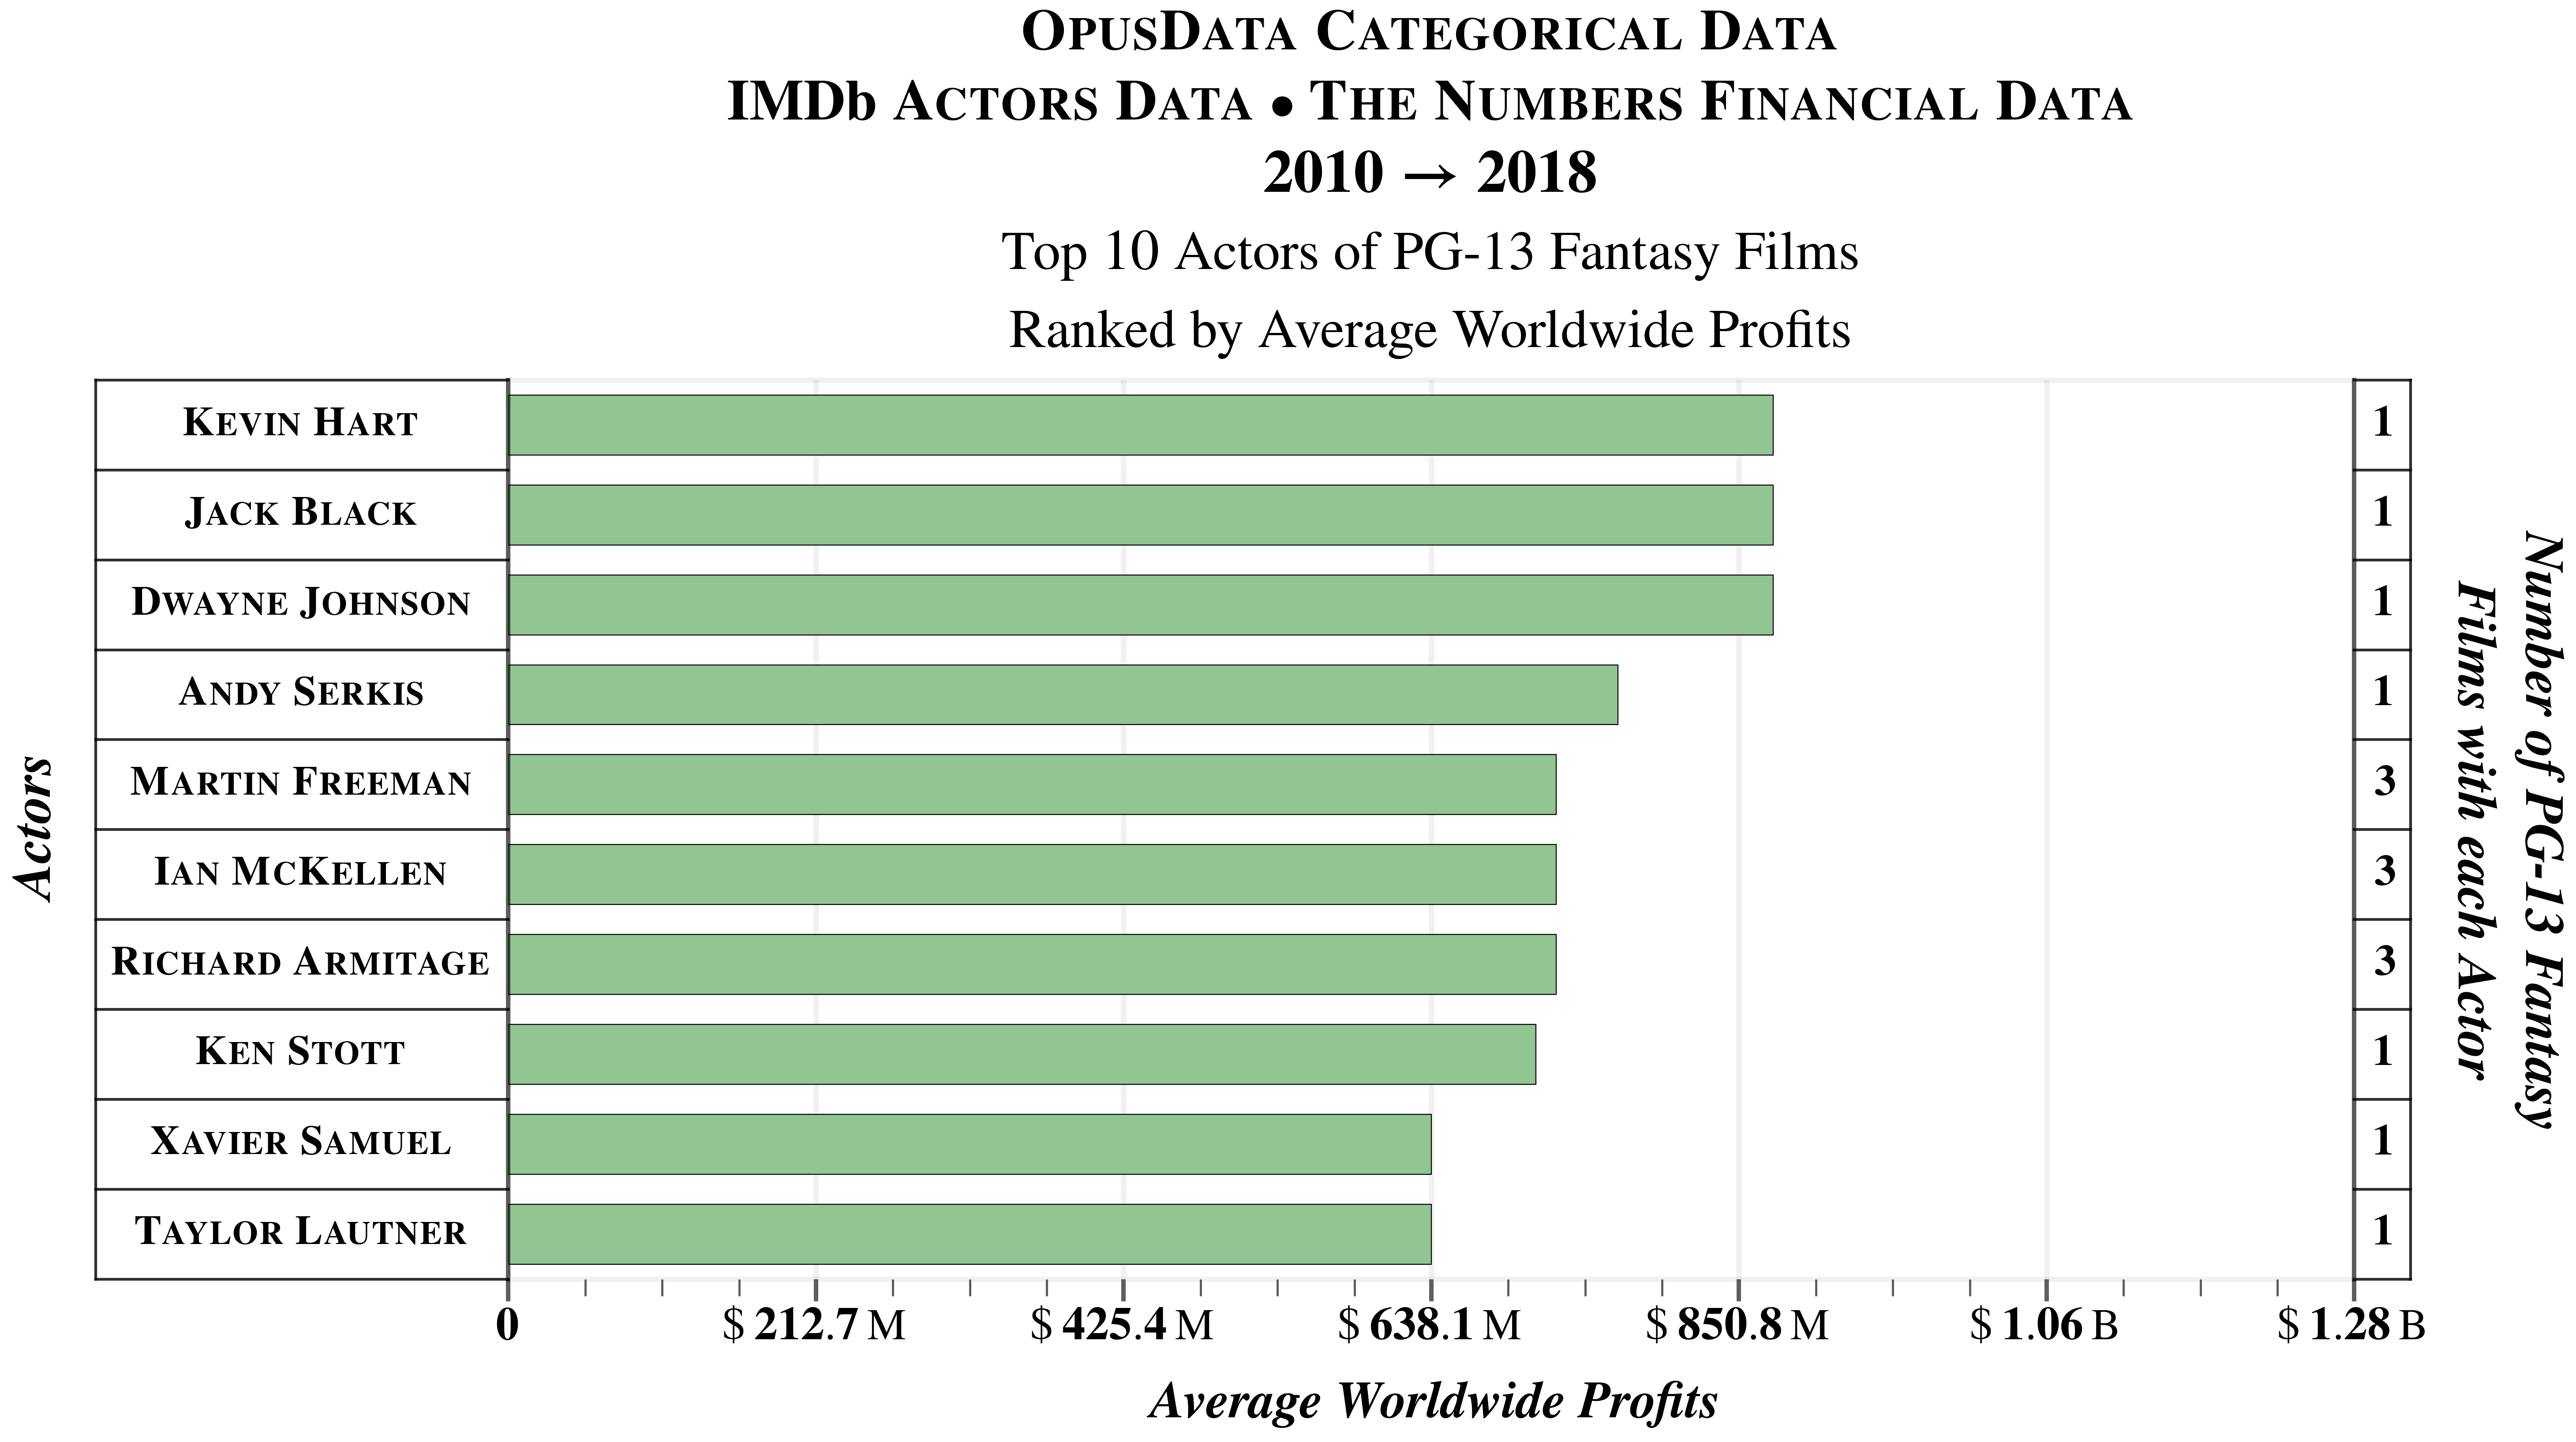 OPUSDATA CATEGORICAL DATA
IMDb ACTORS DATA • THE NUMBERS FINANCIAL DATA
2010 → 2018
Top 10 Actors of PG-13 Fantasy Films
Ranked by Average Worldwide Profits
Actors
KEVIN HART 1
JACK BLACK 1
DWAYNE JOHNSON 1
ANDY SERKIS 1
MARTIN FREEMAN 3
IAN MCKELLEN 3
RICHARD ARMITAGE 3
KEN STOTT 1
XAVIER SAMUEL 1
TAYLOR LAUTNER 1
Number of PG-13 Fantasy
Films with each Actor
0 $ 212.7 M $ 425.4 M $ 638.1 M $ 850.8 M $ 1.06 B $ 1.28 B
Average Worldwide Profits